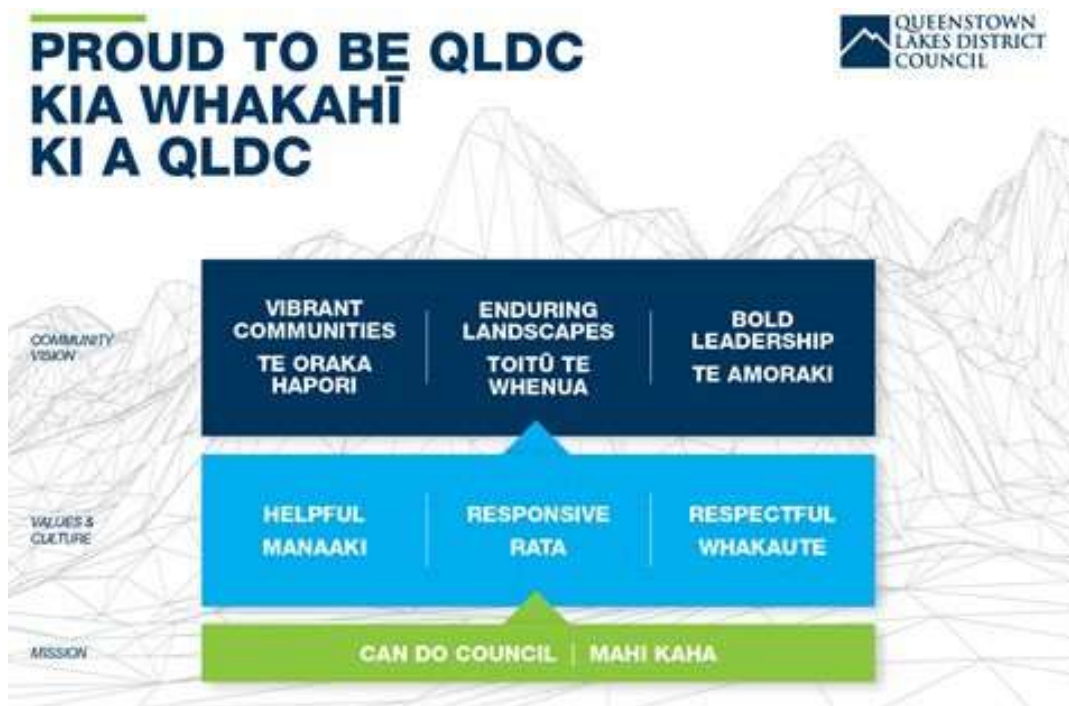 PROUD TO BE QLDC
KIA WHAKAHĪ
KI A QLDC
QUEENSTOWN
LAKES DISTRICT
COUNCIL
COMMUNITY
VISION
VIBRANT
COMMUNITIES
TE ORAKA
HAPORI
ENDURING
LANDSCAPES
TOITŪ TE
WHENUA
BOLD
LEADERSHIP
TE AMORAKI
VALUES &
CULTURE
HELPFUL
MANAAKI
RESPONSIVE
RATA
RESPECTFUL
WHAKAUTE
MISSION
CAN DO COUNCIL | MAHI KAHA